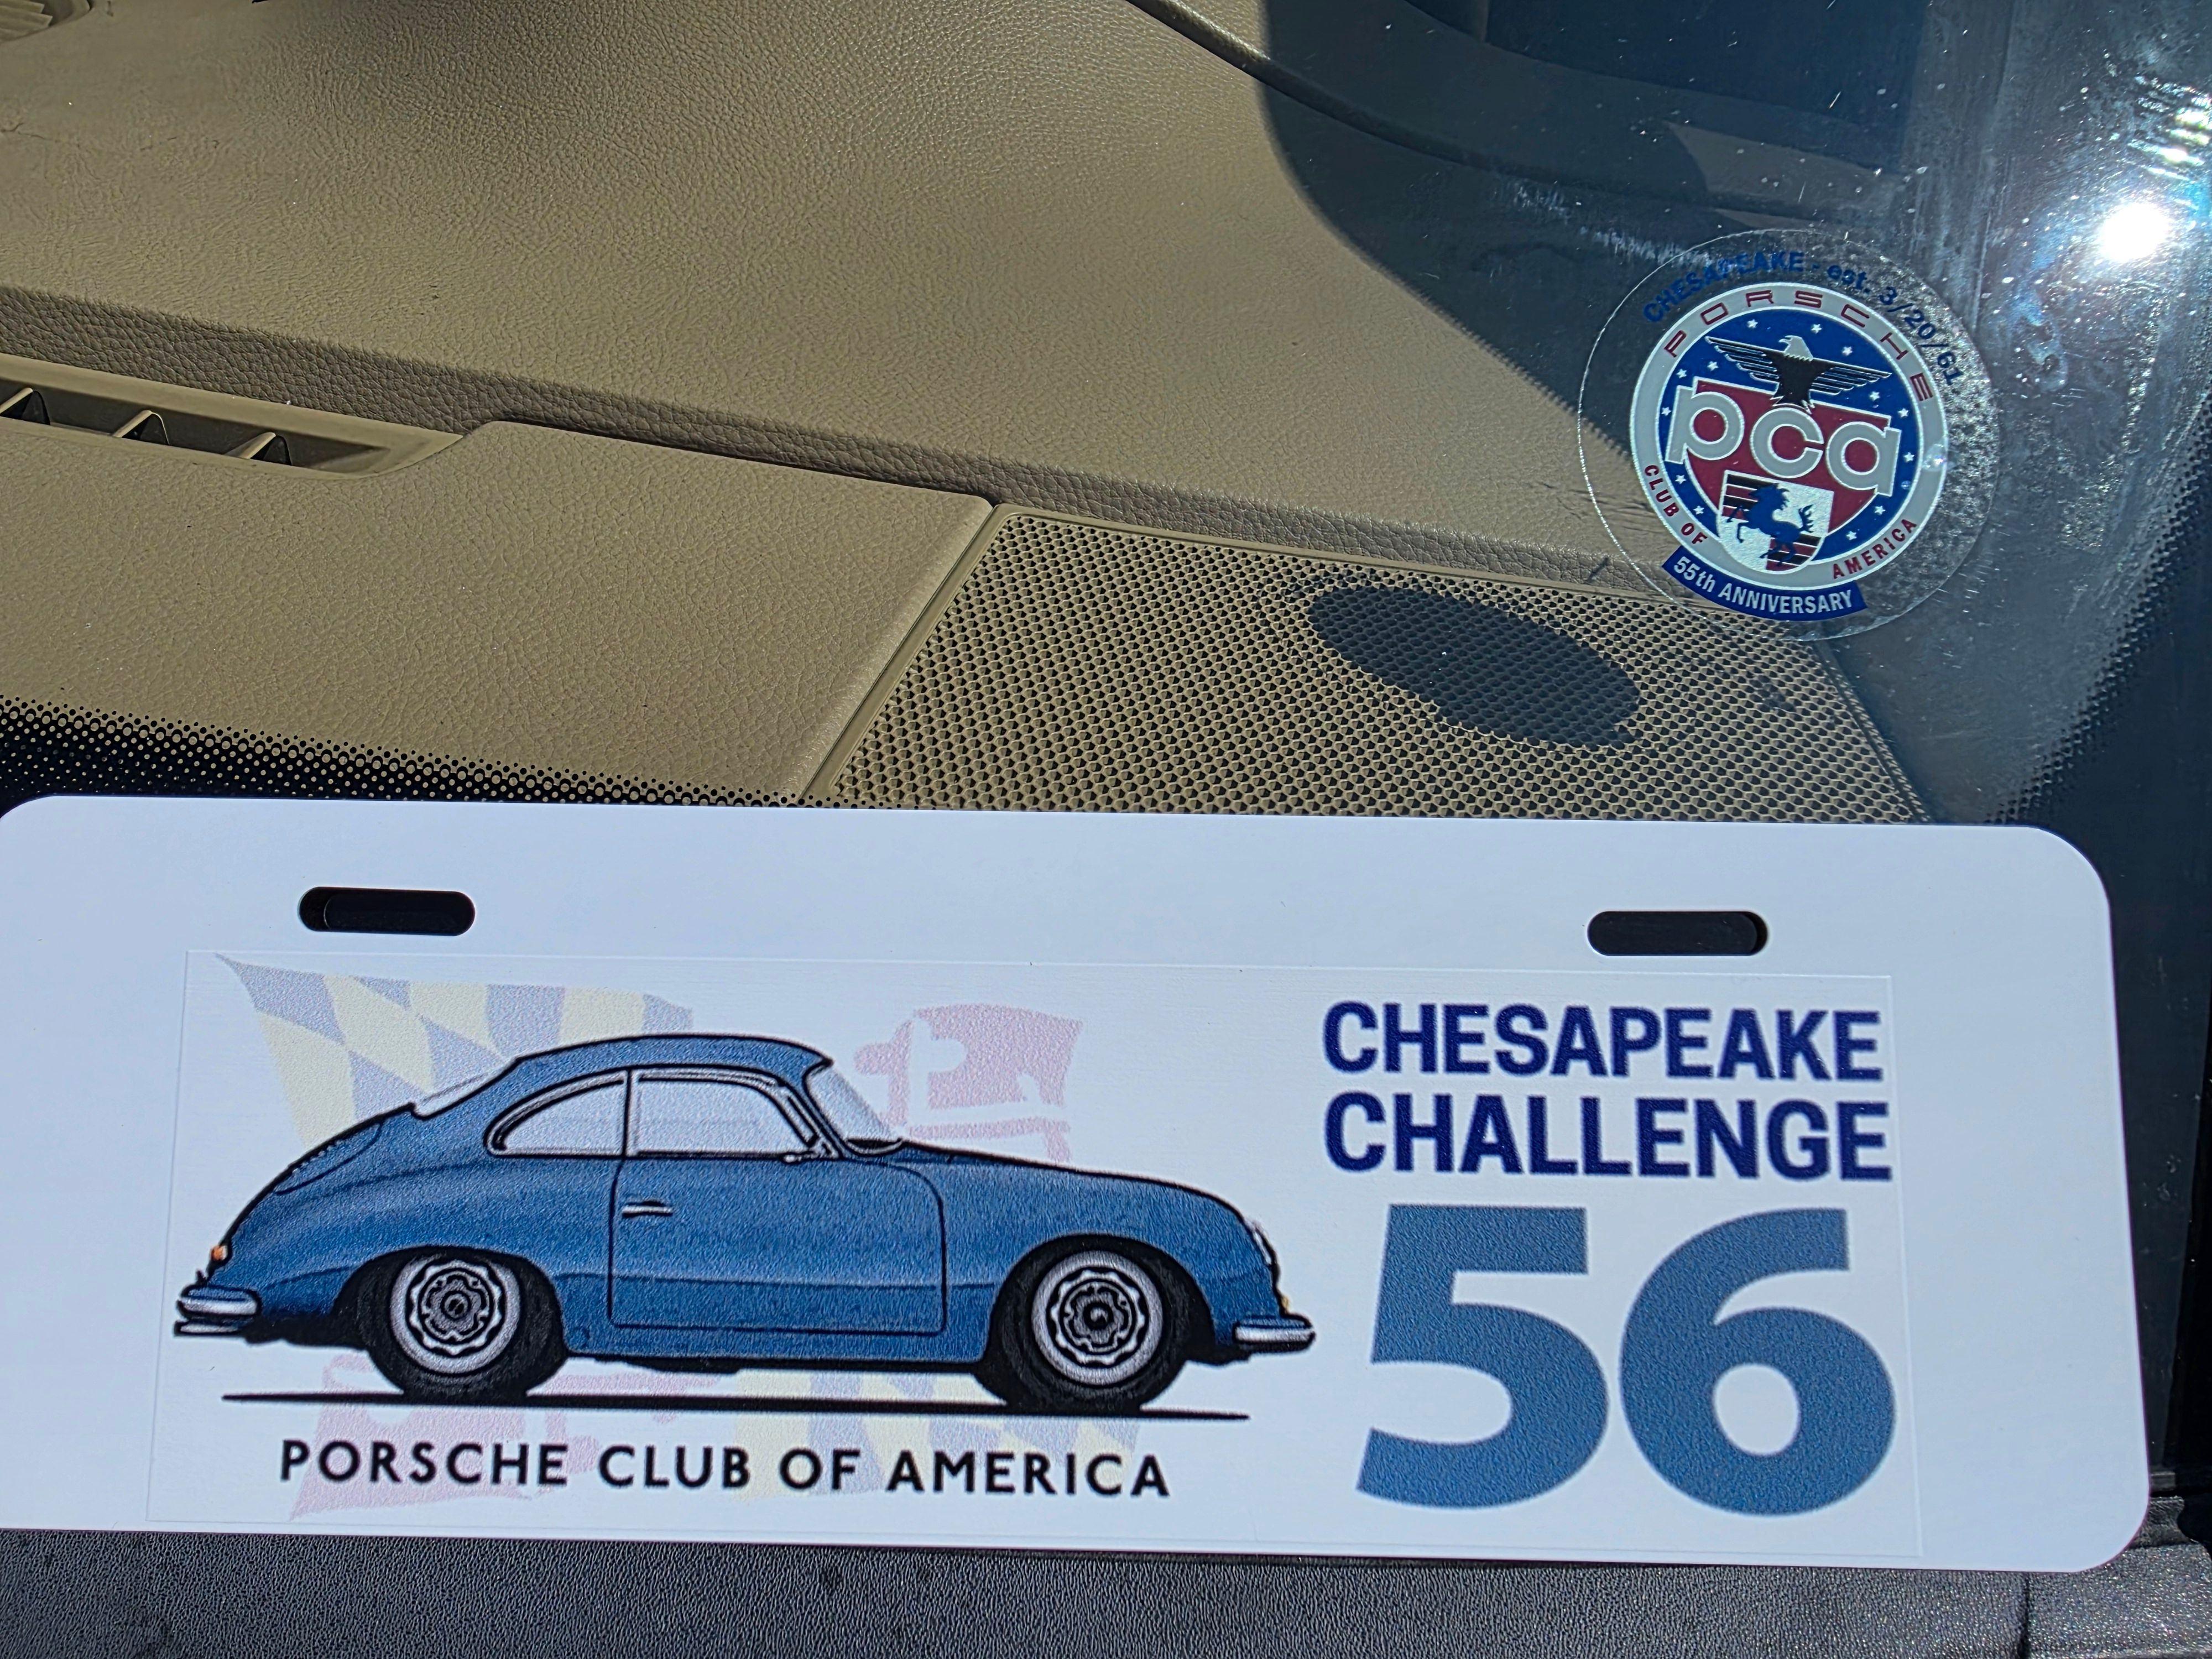 CHESAPEAKE - est. 3/20/61
PORSCHE
pca
CLUB OF AMERICA
55th ANNIVERSARY
CHESAPEAKE
CHALLENGE
56
PORSCHE CLUB OF AMERICA